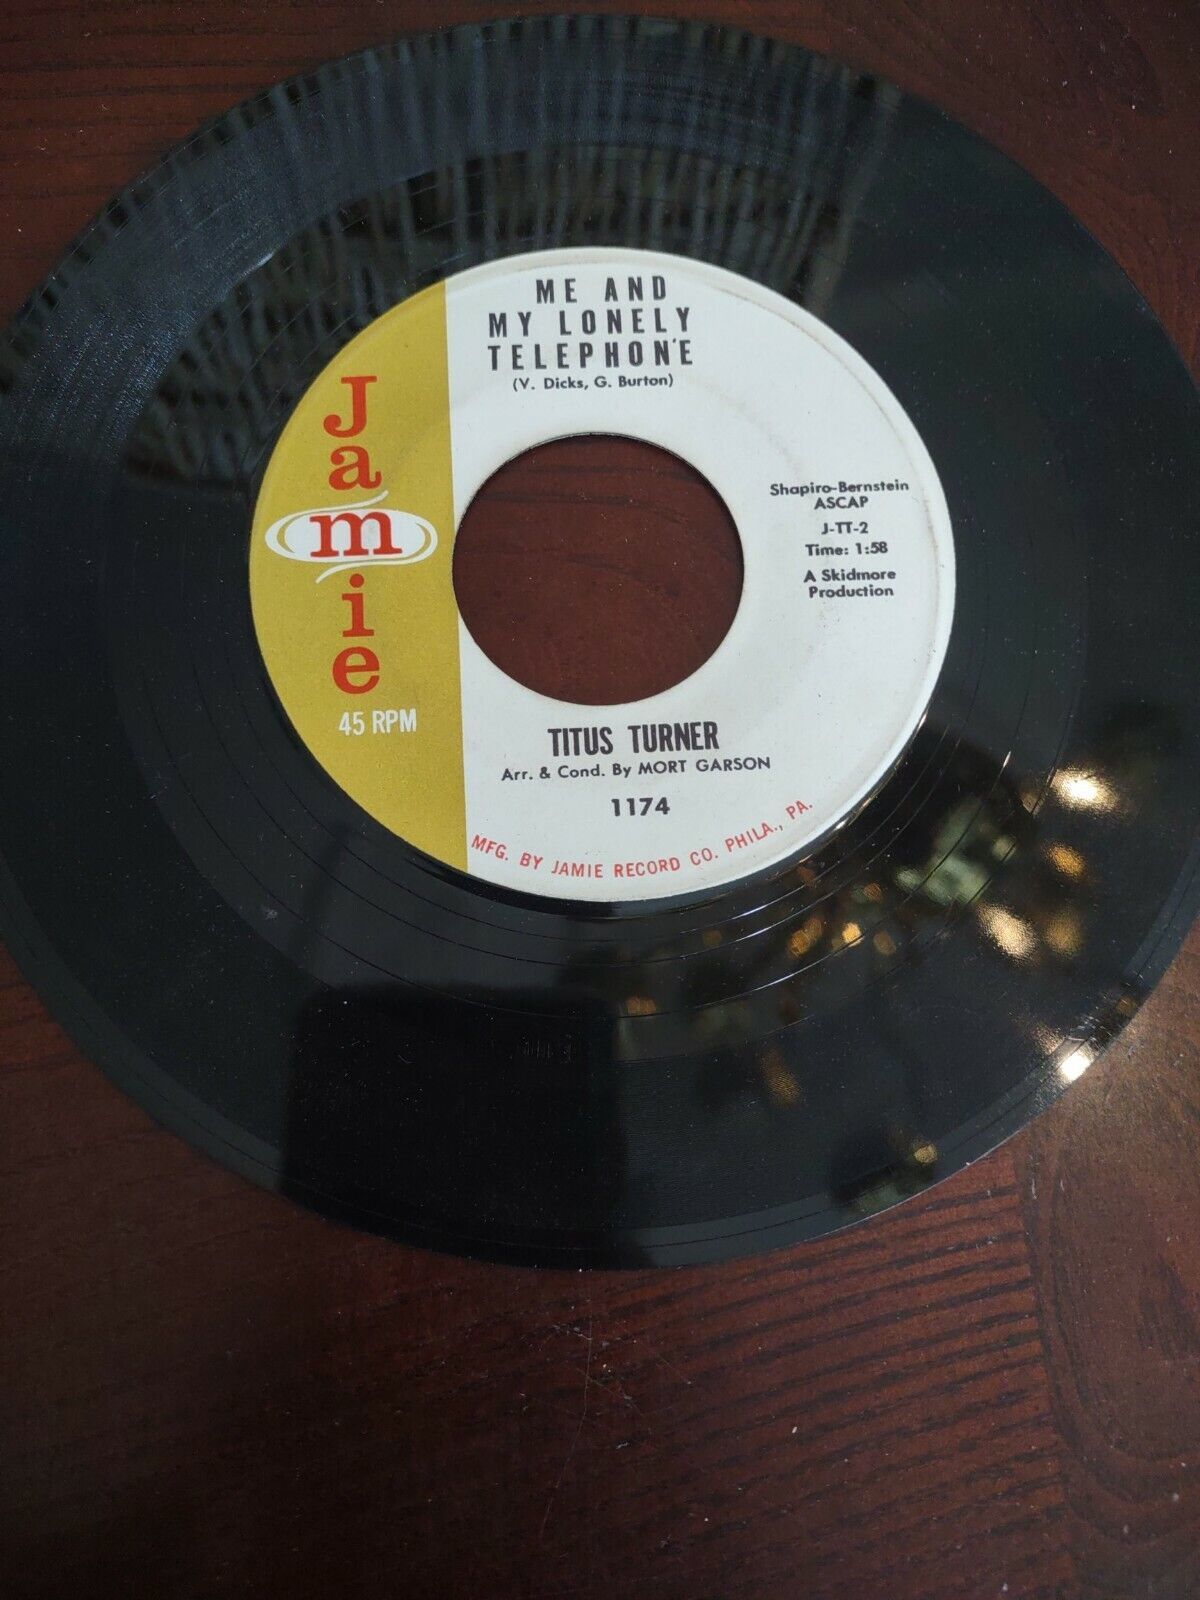 ME AND
MY LONELY
TELEPHONE
(V. Dicks, G. Burton)
Jamie
45 RPM
Shapiro-Bernstein
ASCAP
J-TT-2
Time: 1:58
A Skidmore
Production
TITUS TURNER
Arr. & Cond. By MORT GARSON
1174
MFG. BY JAMIE RECORD CO. PHILA., PA.